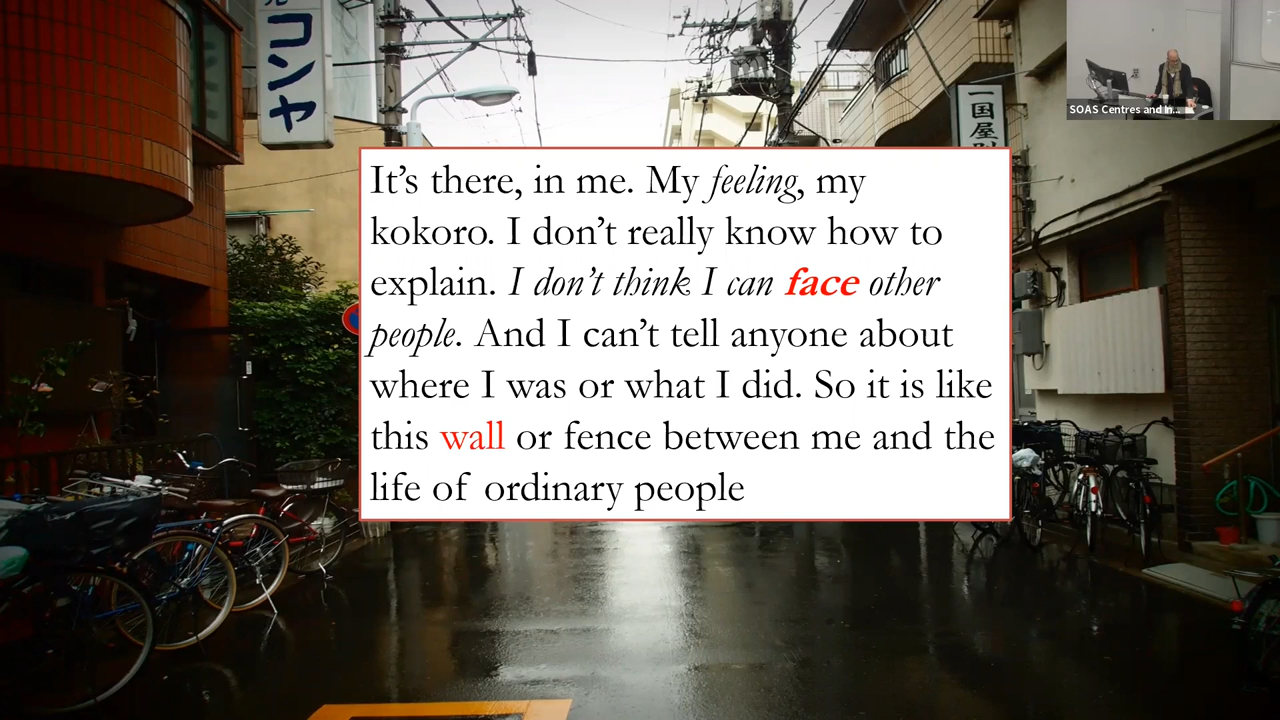 コンヤ
一国屋
SOAS Centres and In...
It's there, in me. My feeling, my
kokoro. I don't really know how to
explain. I don't think I can face other
people. And I can't tell anyone about
where I was or what I did. So it is like
this wall or fence between me and the
life of ordinary people